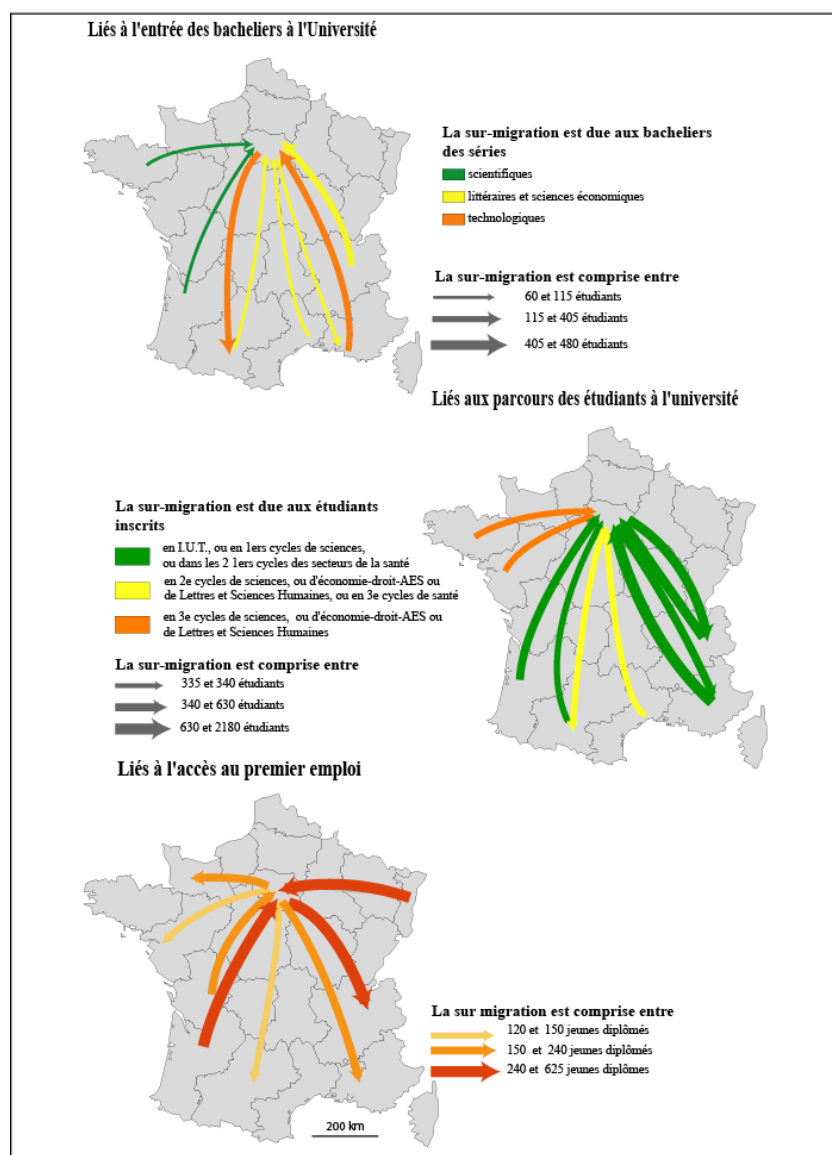 Liés à l'entrée des bacheliers à l'Université
La sur-migration est due aux bacheliers
des séries
scientifiques
littéraires et sciences économiques
technologiques
La sur-migration est comprise entre
60 et 115 étudiants
115 et 405 étudiants
405 et 480 étudiants
Liés aux parcours des étudiants à l'université
La sur-migration est due aux étudiants
inscrits
en I.U.T., ou en 1ers cycles de sciences,
ou dans les 2 1ers cycles des secteurs de la santé
en 2e cycles de sciences, ou d'économie-droit-AES ou
de Lettres et Sciences Humaines, ou en 3e cycles de santé
en 3e cycles de sciences, ou d'économie-droit-AES ou
de Lettres et Sciences Humaines
La sur-migration est comprise entre
335 et 340 étudiants
340 et 630 étudiants
630 et 2180 étudiants
Liés à l'accès au premier emploi
La sur migration est comprise entre
120 et 150 jeunes diplômés
150 et 240 jeunes diplômés
240 et 625 jeunes diplômes
200 km